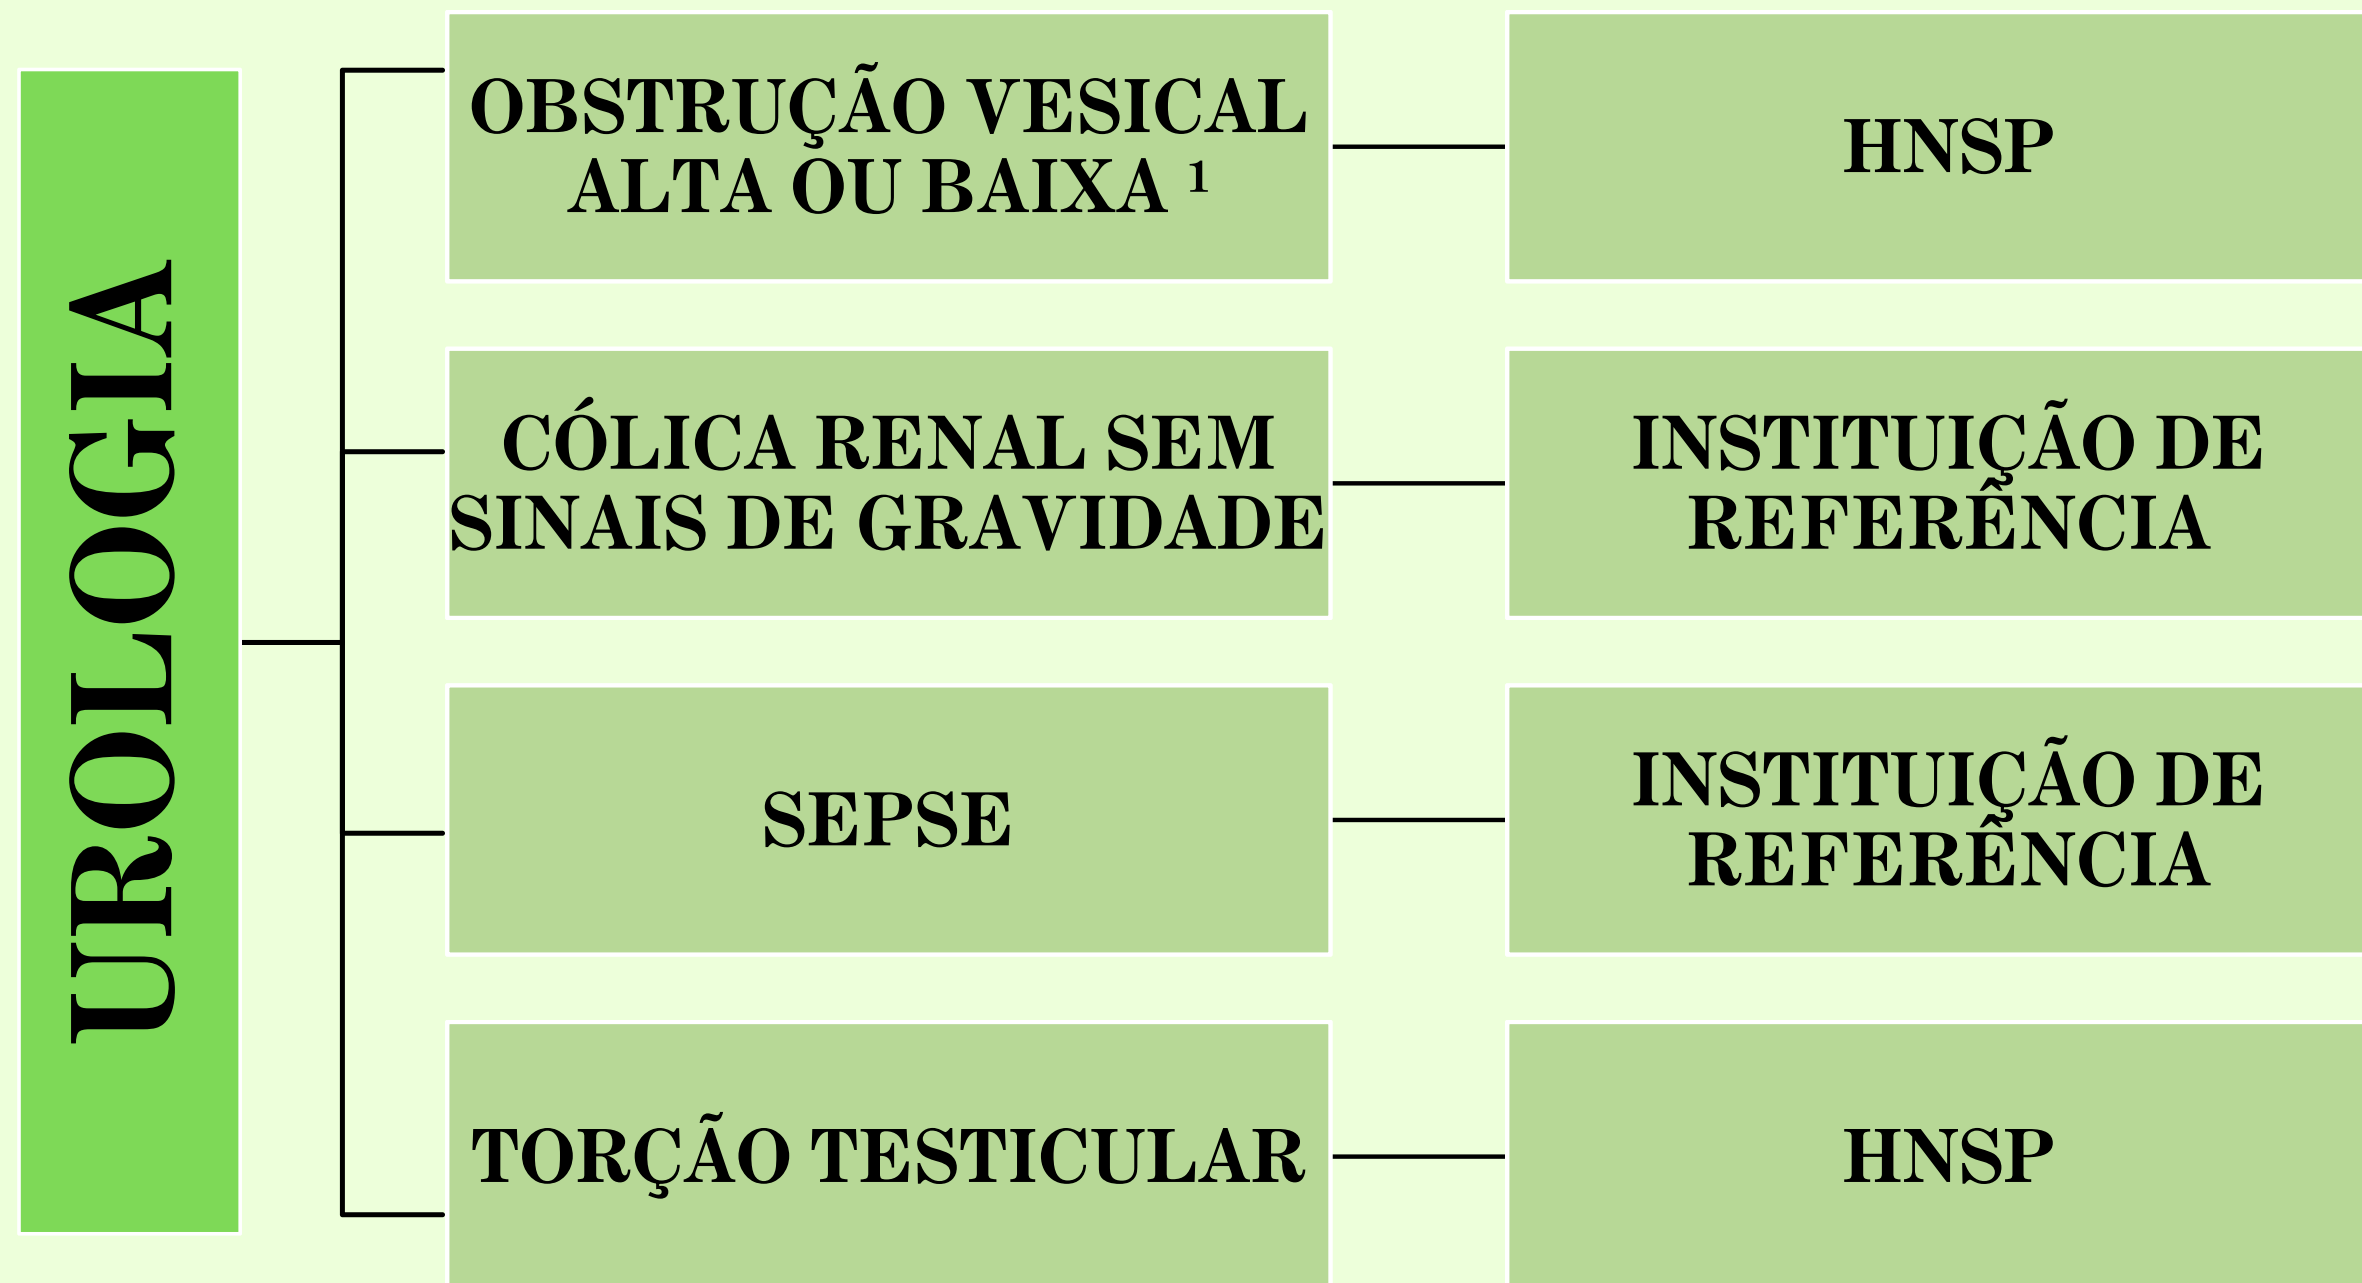 UROLOGIA
OBSTRUÇÃO VESICAL
ALTA OU BAIXA ¹
HNSP
CÓLICA RENAL SEM
SINAIS DE GRAVIDADE
INSTITUIÇÃO DE
REFERÊNCIA
SEPSE
INSTITUIÇÃO DE
REFERÊNCIA
TORÇÃO TESTICULAR
HNSP